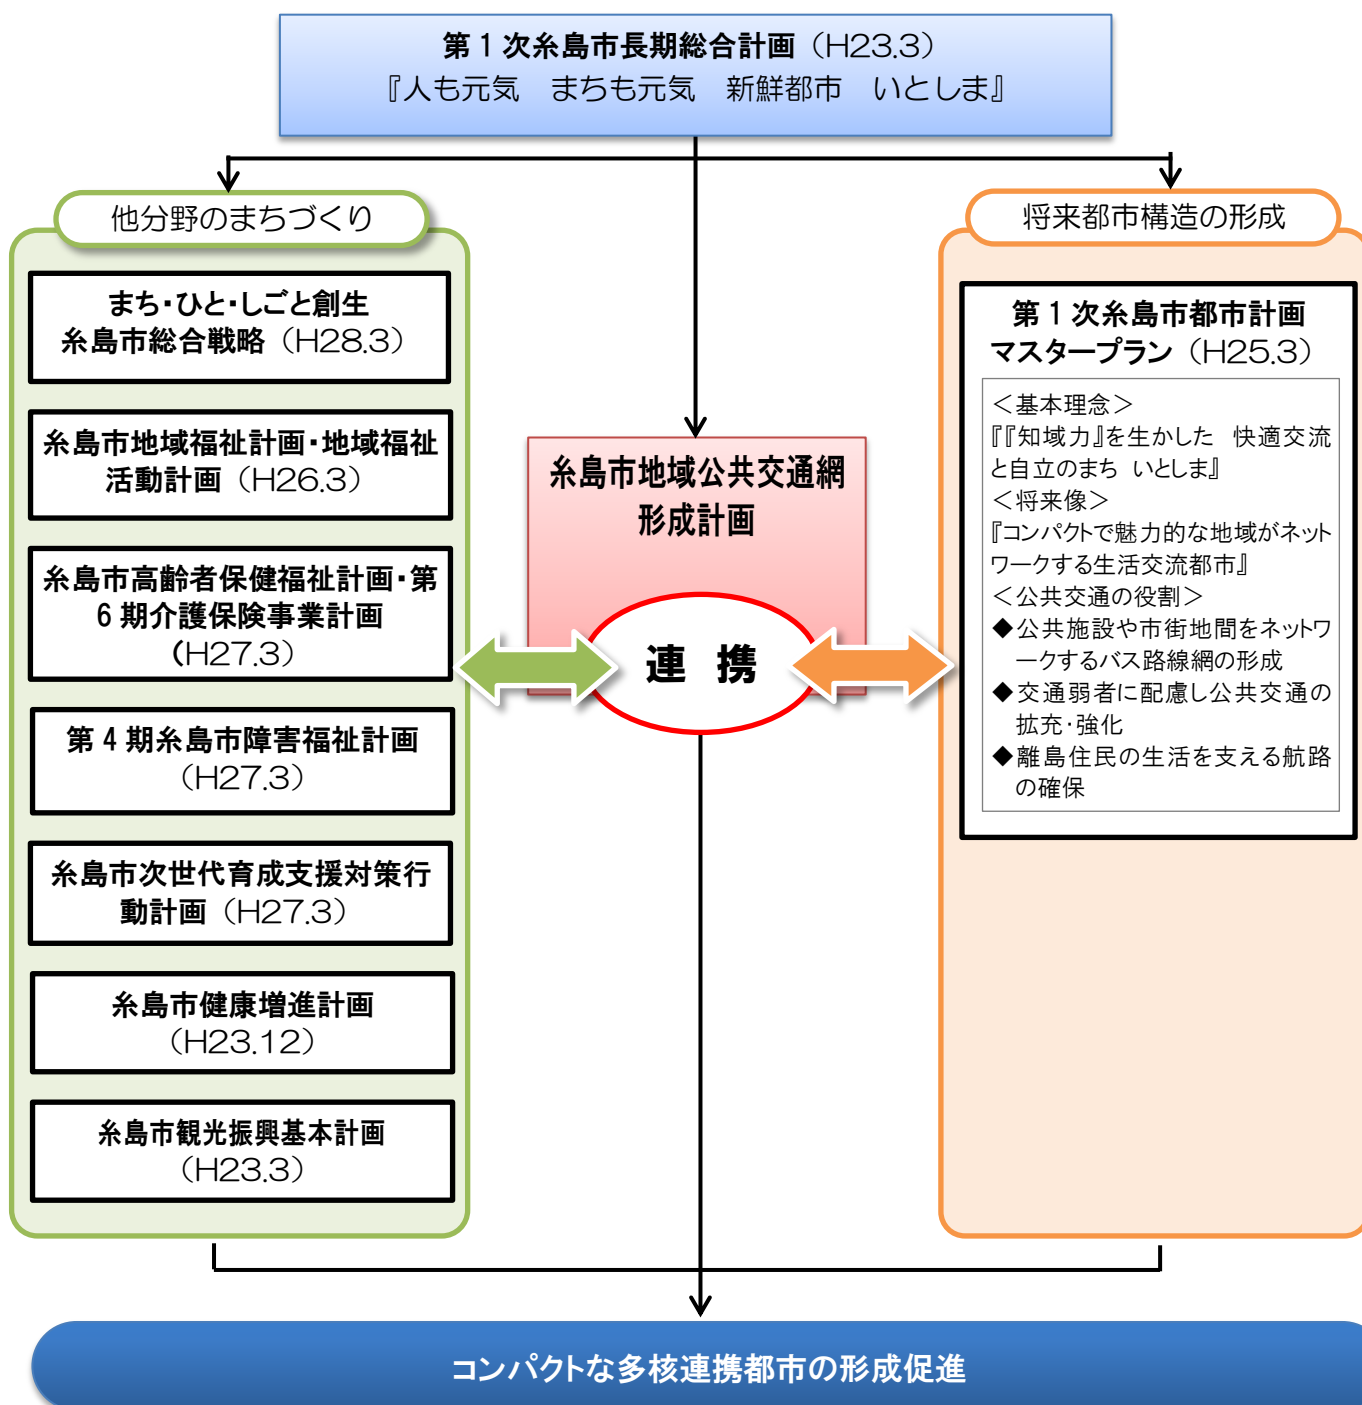 第1次糸島市長期総合計画（H23.3）
『人も元気　まちも元気　新鮮都市　いとしま』
他分野のまちづくり
まち・ひと・しごと創生
糸島市総合戦略（H28.3）
糸島市地域福祉計画・地域福祉
活動計画（H26.3）
糸島市高齢者保健福祉計画・第
6期介護保険事業計画
（H27.3）
第4期糸島市障害福祉計画
（H27.3）
糸島市次世代育成支援対策行
動計画（H27.3）
糸島市健康増進計画
（H23.12）
糸島市観光振興基本計画
（H23.3）
糸島市地域公共交通網
形成計画
連　携
将来都市構造の形成
第1次糸島市都市計画
マスタープラン（H25.3）
＜基本理念＞
『『知域力』を生かした　快適交流
と自立のまち　いとしま』
＜将来像＞
『コンパクトで魅力的な地域がネット
ワークする生活交流都市』
＜公共交通の役割＞
◆公共施設や市街地間をネットワ
ークするバス路線網の形成
◆交通弱者に配慮し公共交通の
拡充・強化
◆離島住民の生活を支える航路
の確保
コンパクトな多核連携都市の形成促進